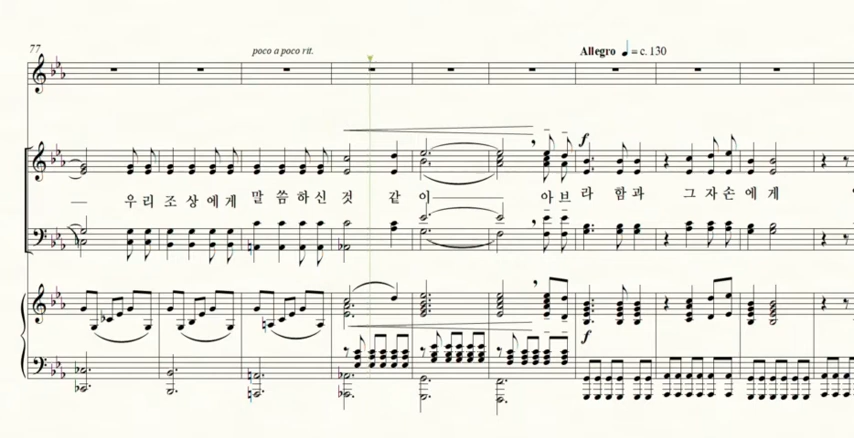 77
poco a poco rit.
Allegro ♩ = c. 130
f
우리 조 상 에 게 말 씀 하 신 것 같 이 아 브 라 함 과 그 자 손 에 게
f